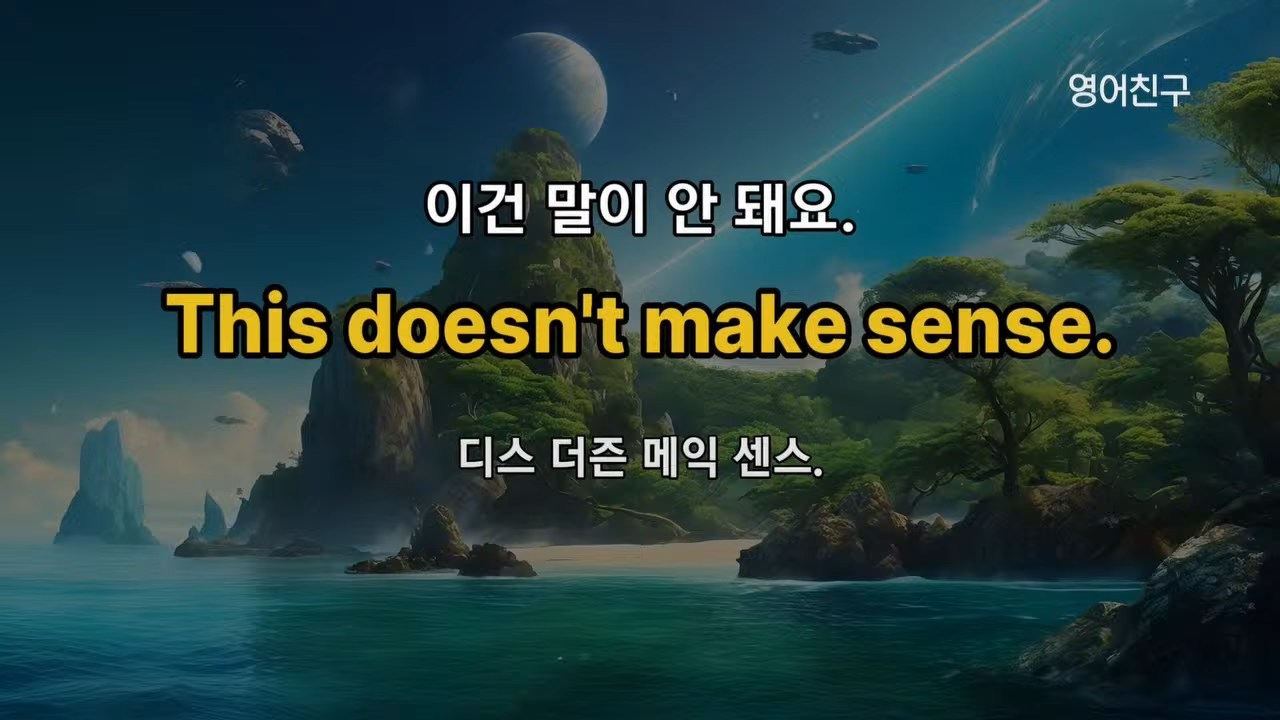 영어친구
이건 말이 안 돼요.
This doesn't make sense.
디스 더즌 메익 센스.